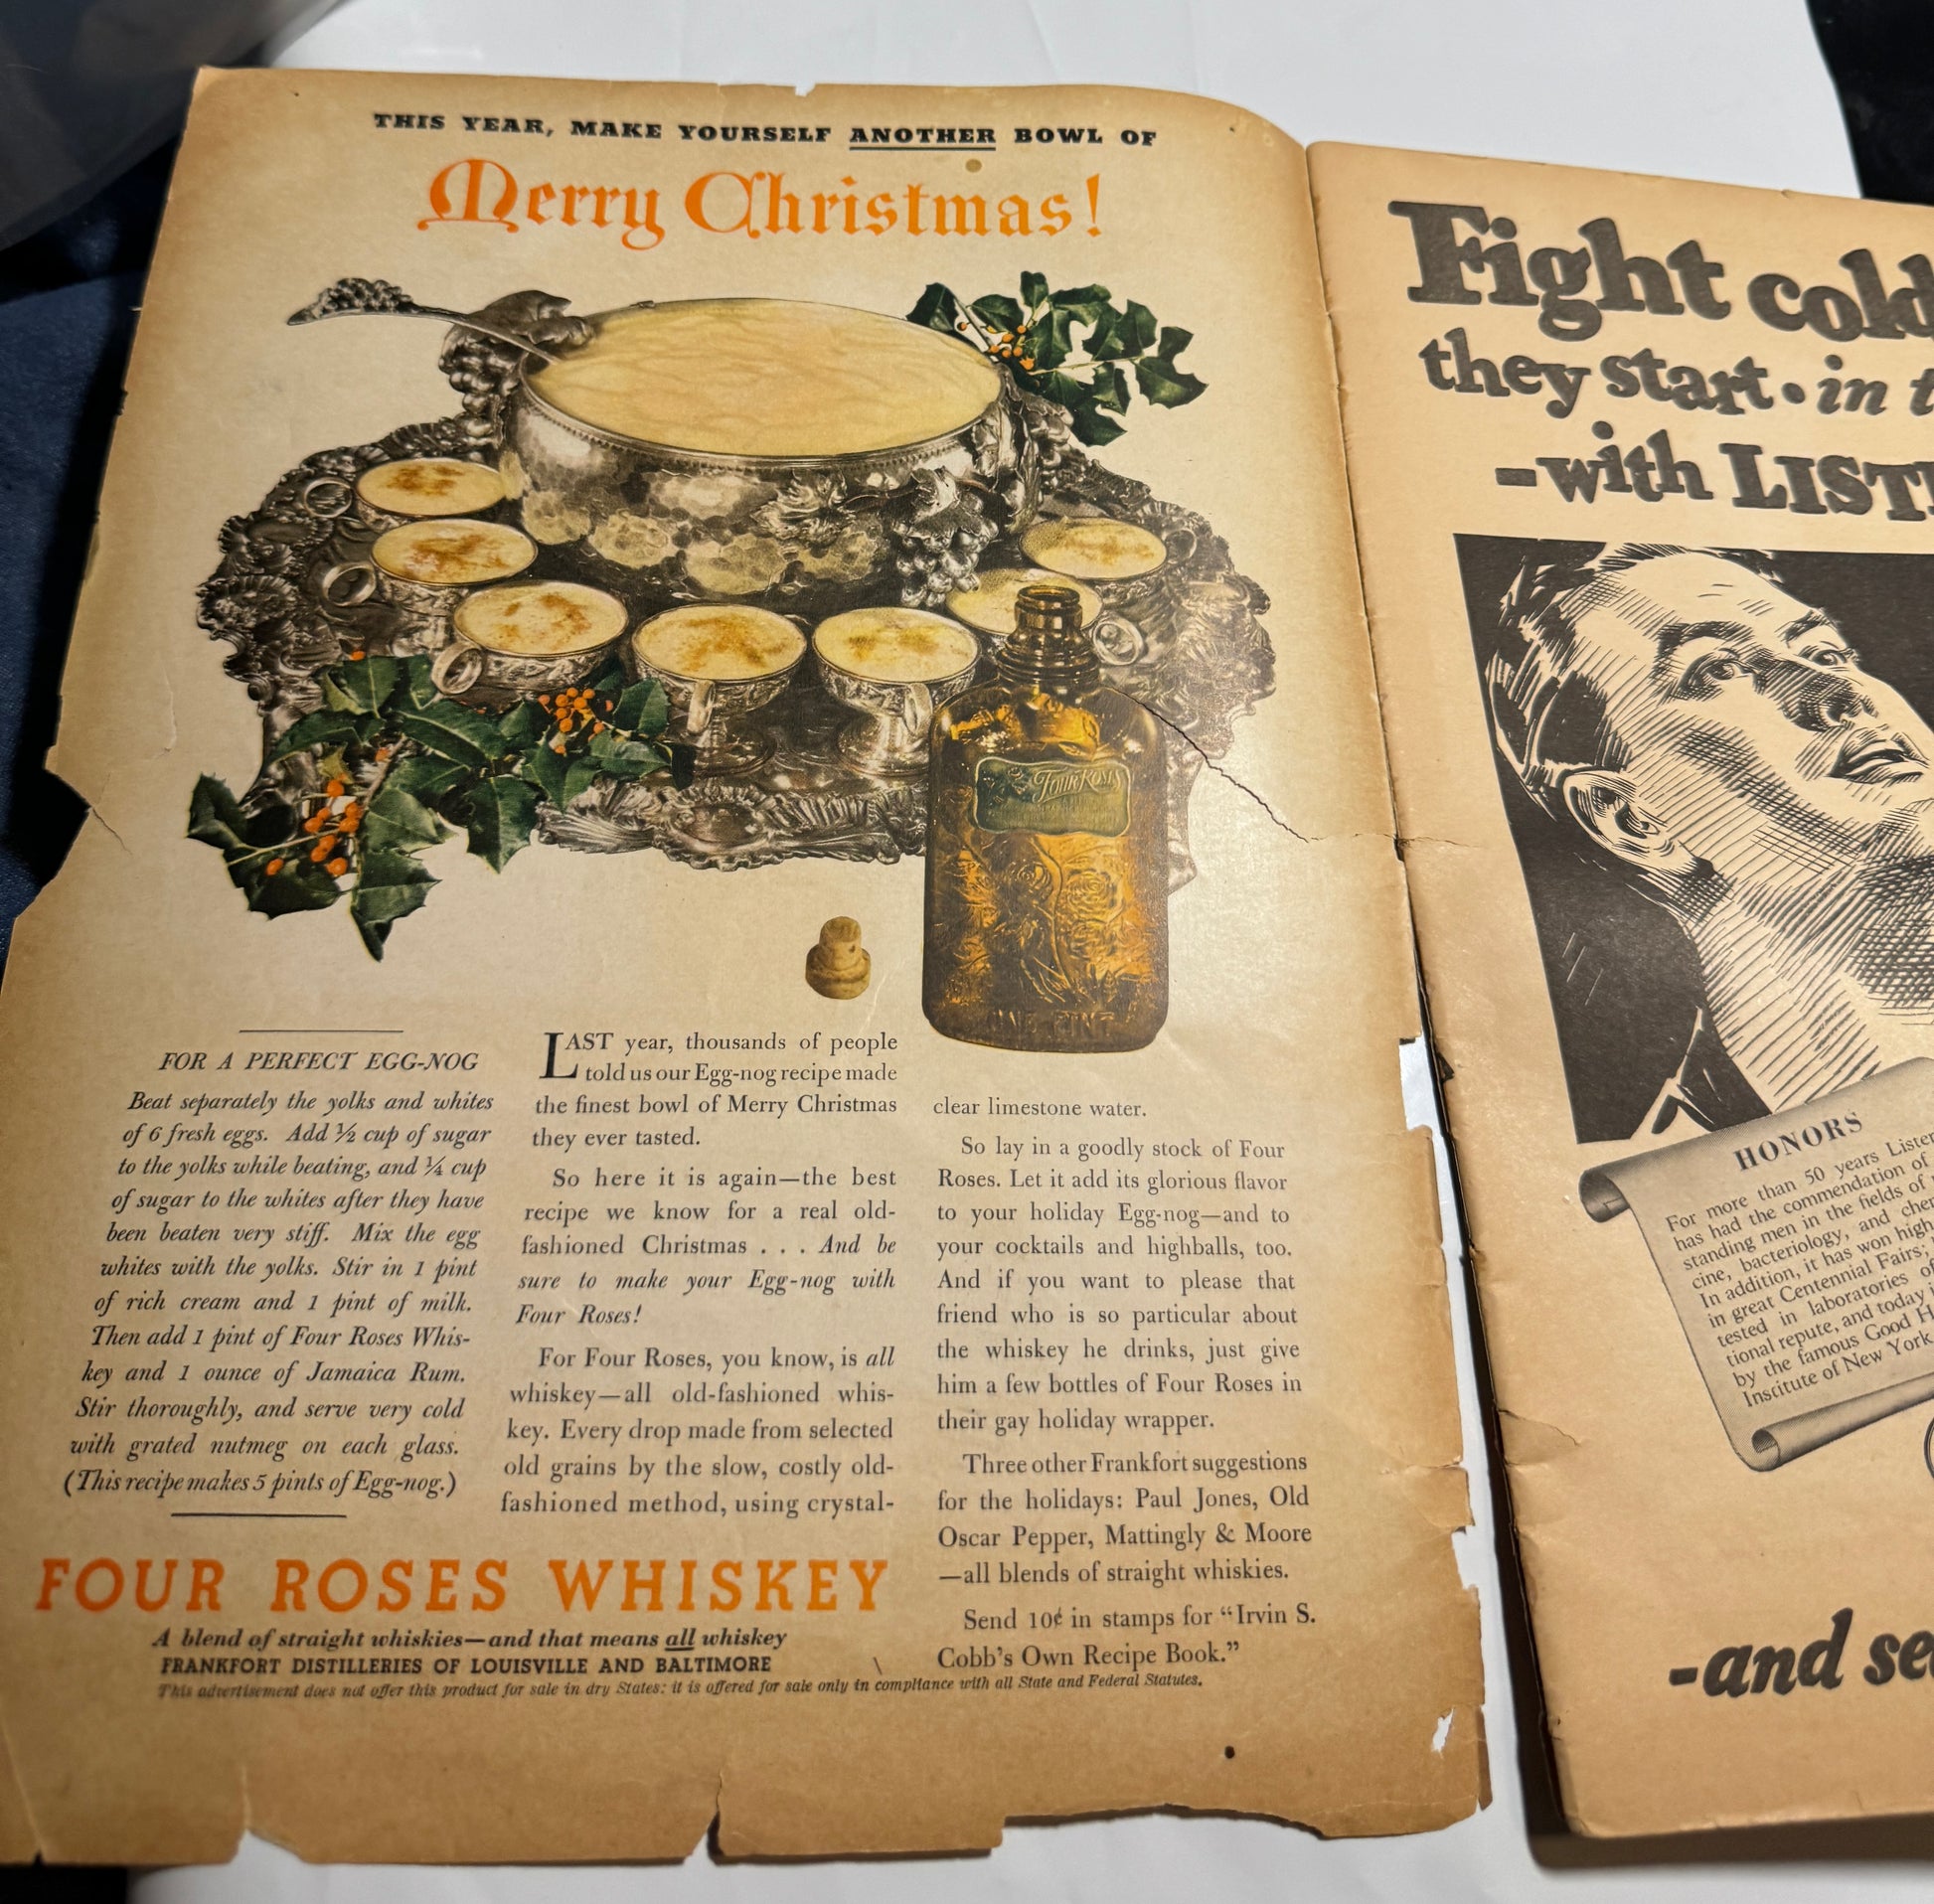 THIS YEAR, MAKE YOURSELF ANOTHER BOWL OF
Merry Christmas!
Four Roses
ONE PINT
FOR A PERFECT EGG-NOG
Beat separately the yolks and whites
of 6 fresh eggs. Add ½ cup of sugar
to the yolks while beating, and ¼ cup
of sugar to the whites after they have
been beaten very stiff. Mix the egg
whites with the yolks. Stir in 1 pint
of rich cream and 1 pint of milk.
Then add 1 pint of Four Roses Whis-
key and 1 ounce of Jamaica Rum.
Stir thoroughly, and serve very cold
with grated nutmeg on each glass.
(This recipe makes 5 pints of Egg-nog.)
LAST year, thousands of people
told us our Egg-nog recipe made
the finest bowl of Merry Christmas
they ever tasted.
So here it is again—the best
recipe we know for a real old-
fashioned Christmas . . . And be
sure to make your Egg-nog with
Four Roses!
For Four Roses, you know, is all
whiskey—all old-fashioned whis-
key. Every drop made from selected
old grains by the slow, costly old-
fashioned method, using crystal-
clear limestone water.
So lay in a goodly stock of Four
Roses. Let it add its glorious flavor
to your holiday Egg-nog—and to
your cocktails and highballs, too.
And if you want to please that
friend who is so particular about
the whiskey he drinks, just give
him a few bottles of Four Roses in
their gay holiday wrapper.
Three other Frankfort suggestions
for the holidays: Paul Jones, Old
Oscar Pepper, Mattingly & Moore
—all blends of straight whiskies.
Send 10¢ in stamps for “Irvin S.
Cobb’s Own Recipe Book.”
FOUR ROSES WHISKEY
A blend of straight whiskies—and that means all whiskey
FRANKFORT DISTILLERIES OF LOUISVILLE AND BALTIMORE
This advertisement does not offer this product for sale in dry States: it is offered for sale only in compliance with all State and Federal Statutes.
Fight cold
they start • in t
-with LIST
HONORS
For more than 50 years Lister
has had the commendation of
standing men in the fields of
cine, bacteriology, and cher
In addition, it has won high
in great Centennial Fairs;
tested in laboratories of
tional repute, and today i
by the famous Good H
Institute of New York
-and se